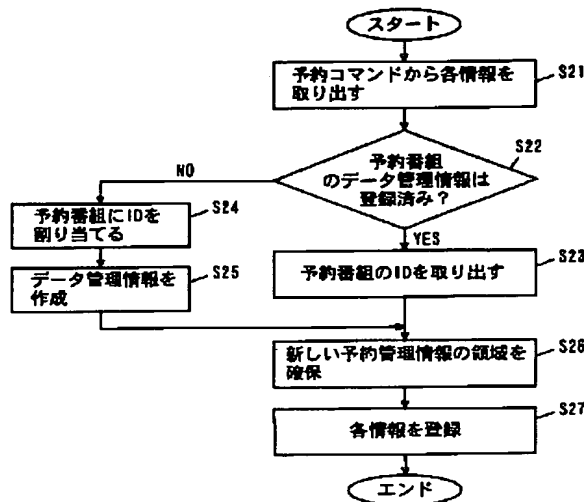 スタート
予約コマンドから各情報を
取り出す
S21
予約番組
のデータ管理情報は
登録済み？
S22
NO
YES
予約番組にIDを
割り当てる
S24
データ管理情報を
作成
S25
予約番組のIDを取り出す
S23
新しい予約管理情報の領域を
確保
S26
各情報を登録
S27
エンド